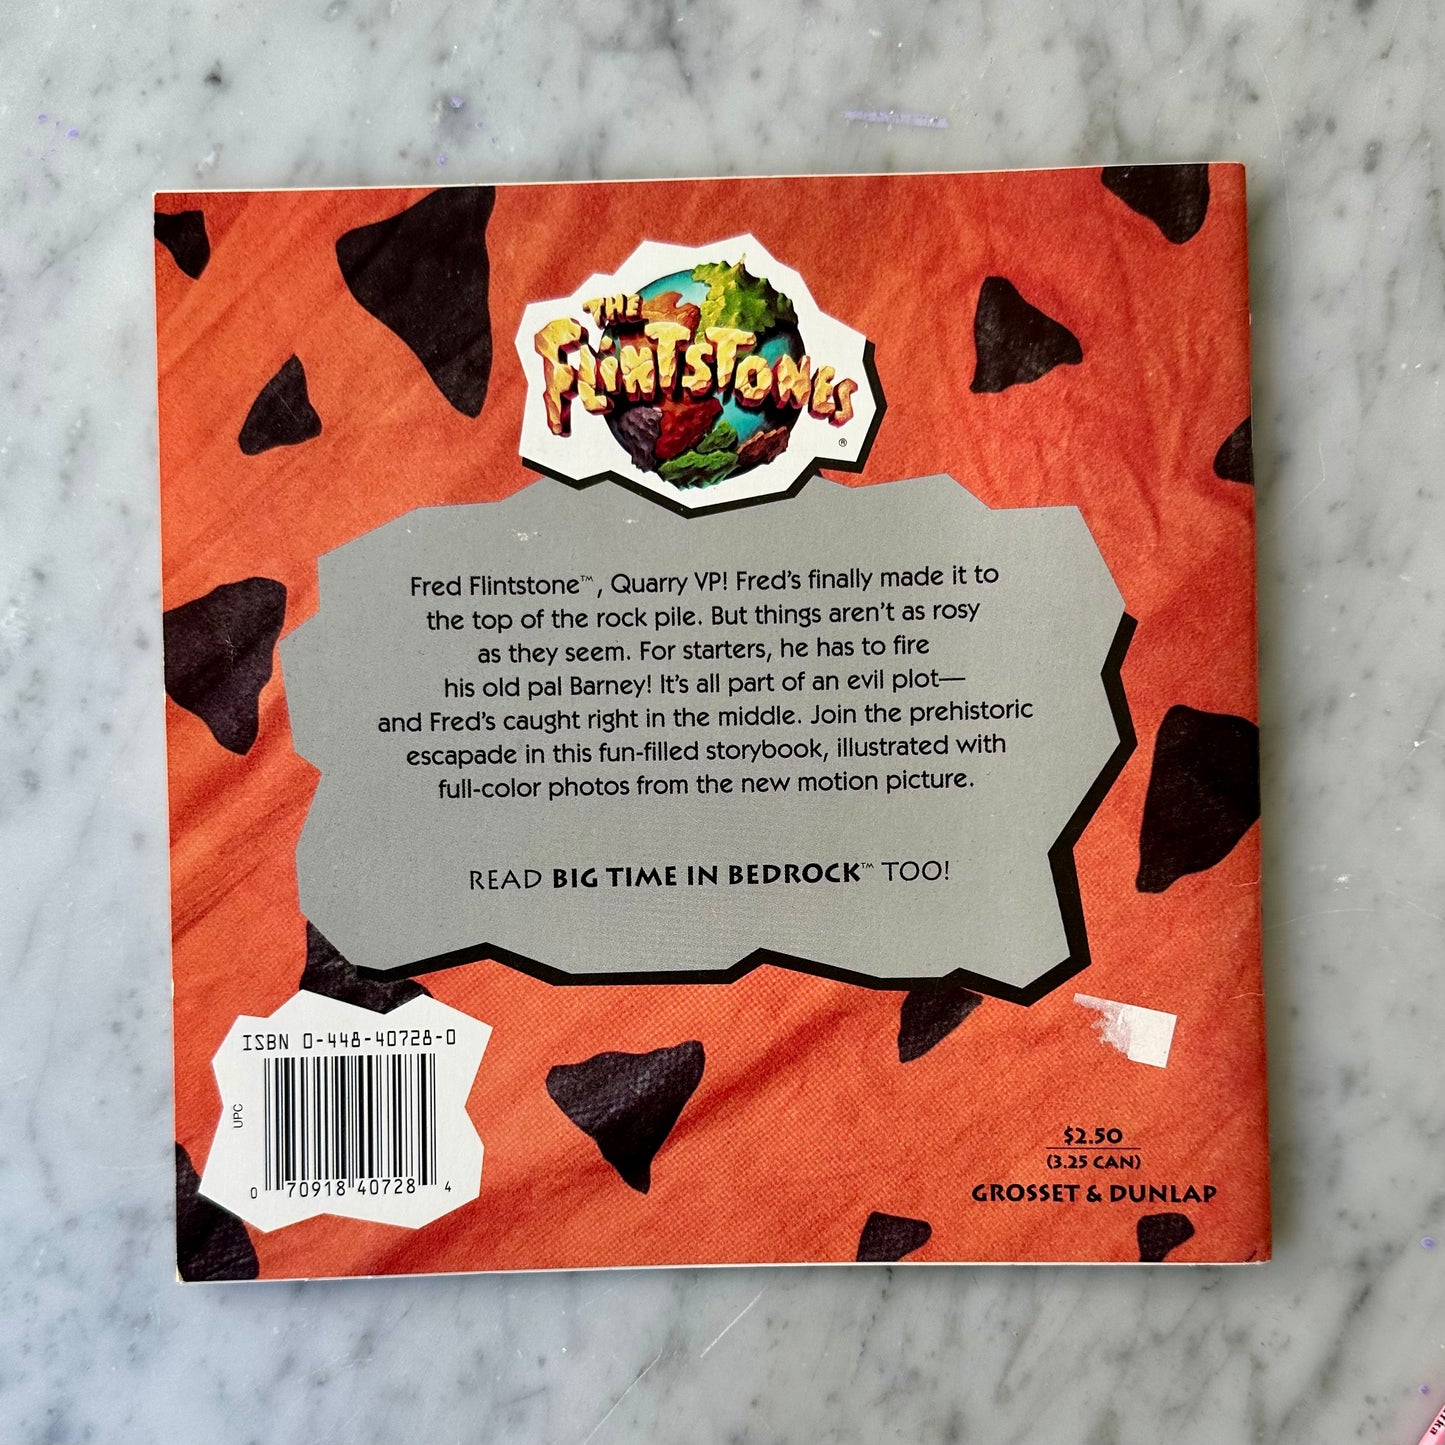 THE
FLINTSTONES
®
Fred Flintstone™, Quarry VP! Fred's finally made it to
the top of the rock pile. But things aren't as rosy
as they seem. For starters, he has to fire
his old pal Barney! It's all part of an evil plot—
and Fred's caught right in the middle. Join the prehistoric
escapade in this fun-filled storybook, illustrated with
full-color photos from the new motion picture.
READ BIG TIME IN BEDROCK™ TOO!
ISBN 0-448-40728-0
UPC
0 70918 40728 4
$2.50
(3.25 CAN)
GROSSET & DUNLAP